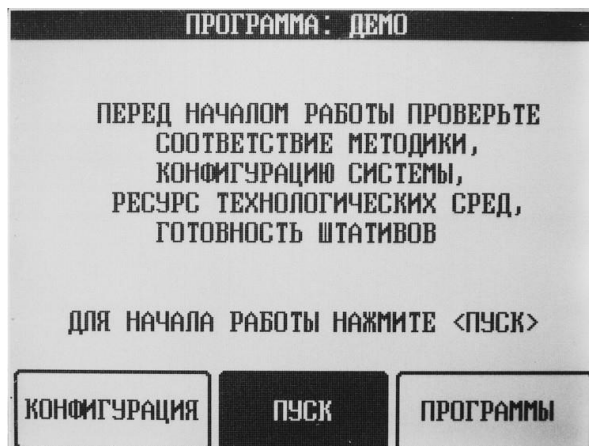 ПРОГРАММА: ДЕМО
ПЕРЕД НАЧАЛОМ РАБОТЫ ПРОВЕРЬТЕ
СООТВЕТСТВИЕ МЕТОДИКИ,
КОНФИГУРАЦИЮ СИСТЕМЫ,
РЕСУРС ТЕХНОЛОГИЧЕСКИХ СРЕД,
ГОТОВНОСТЬ ШТАТИВОВ
ДЛЯ НАЧАЛА РАБОТЫ НАЖМИТЕ <ПУСК>
КОНФИГУРАЦИЯ ПУСК ПРОГРАММЫ